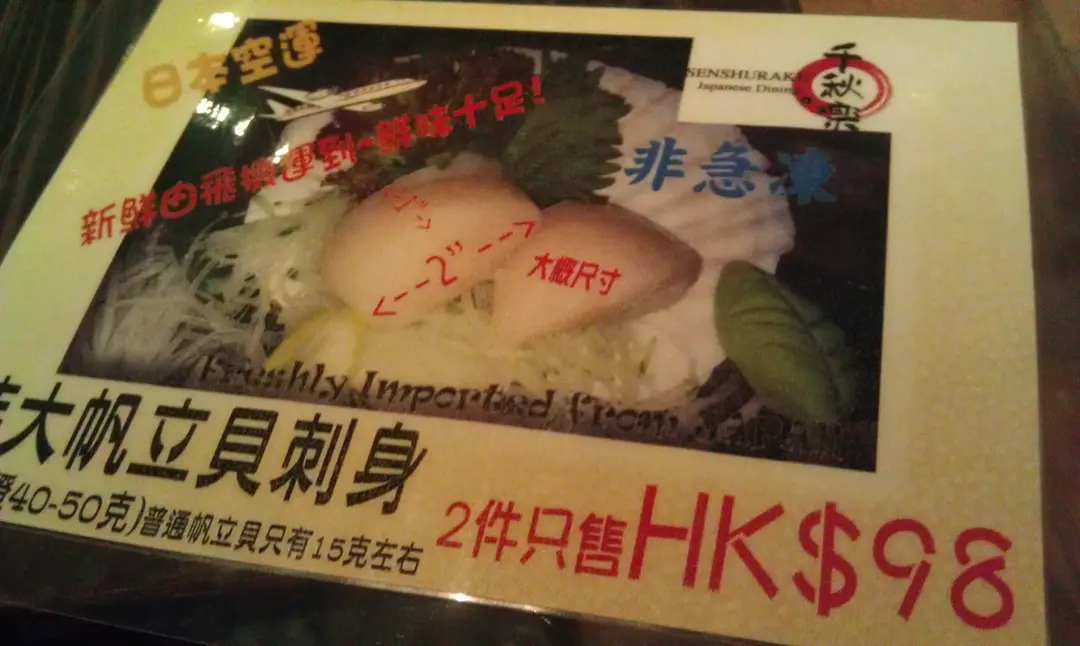 日本空運
千秋樂
SENSHURAKU
Japanese Dining
新鮮由飛機運到~鮮味十足!
非急凍
1"
2"
大概尺寸
Freshly Imported from JAPAN
大帆立貝刺身
40-50克)普通帆立貝只有15克左右
2件只售HK$98